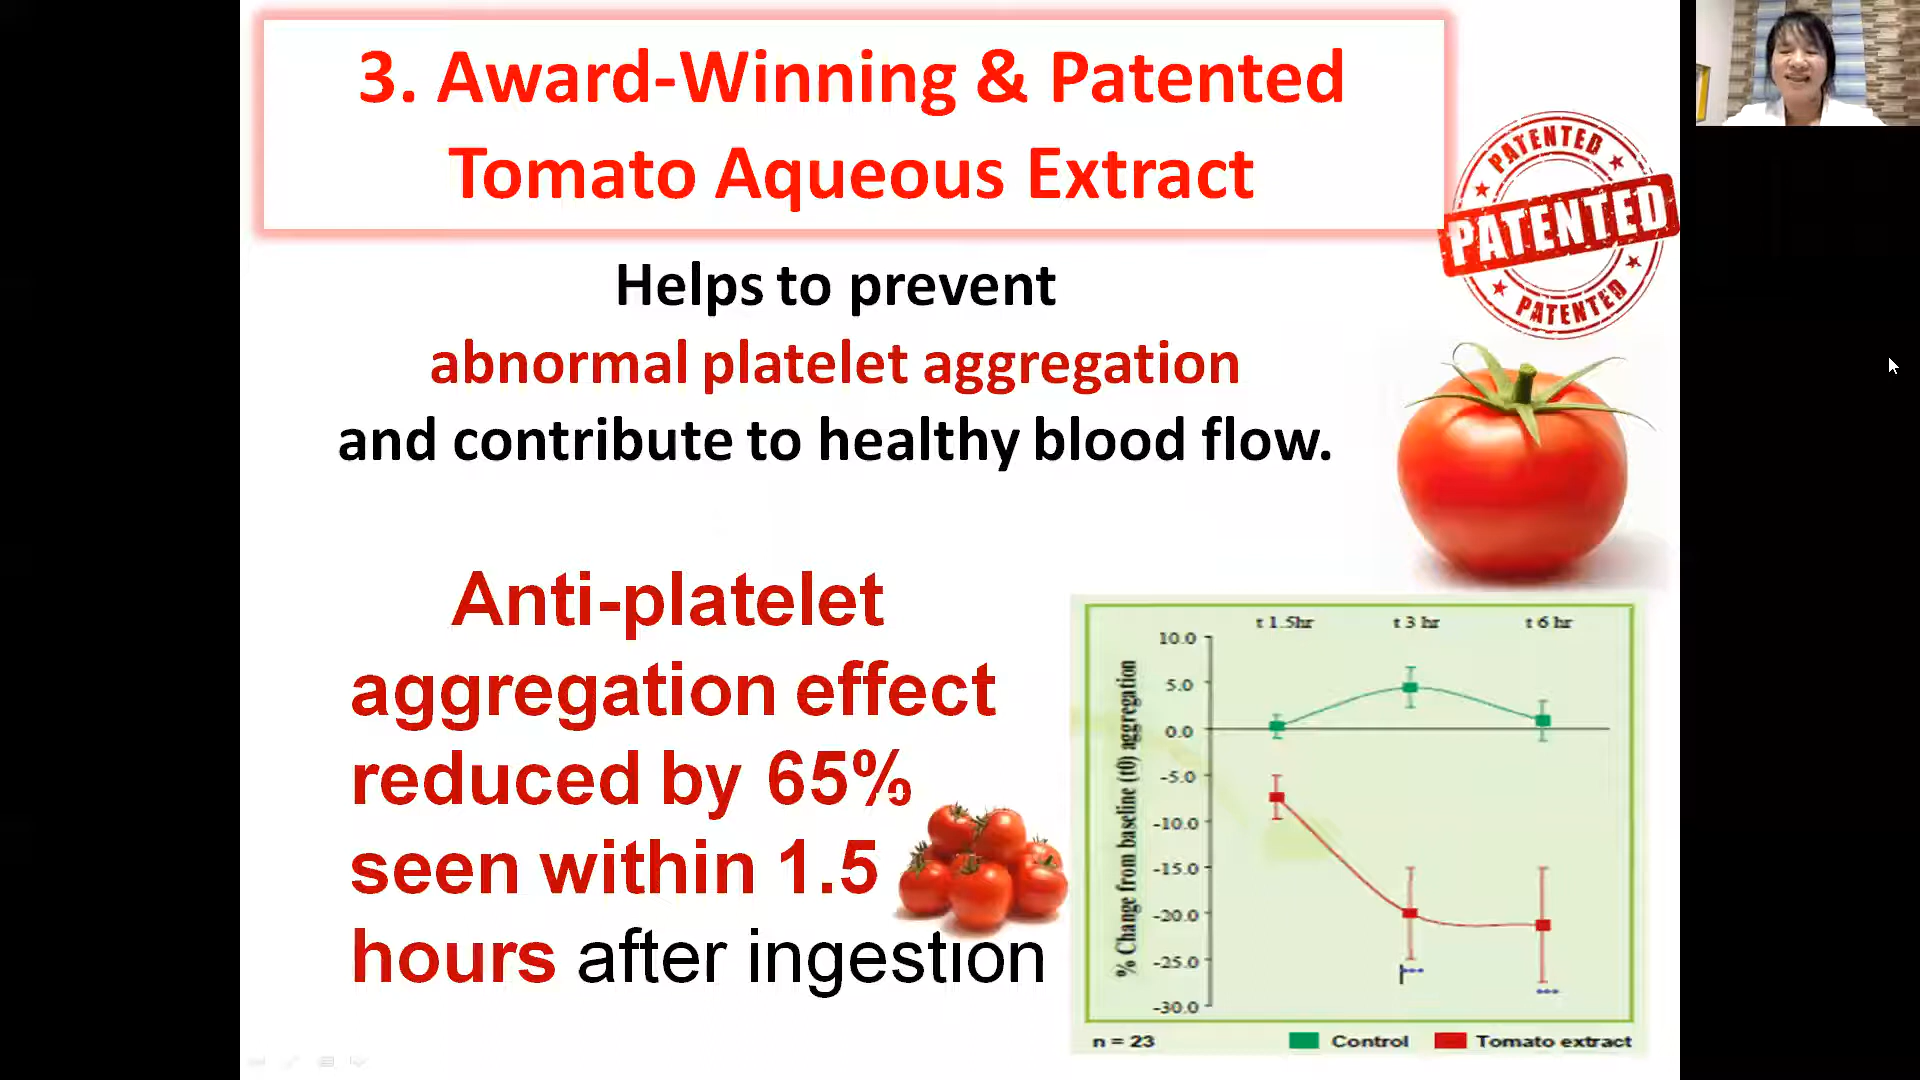 3. Award-Winning & Patented
Tomato Aqueous Extract
PATENTED
PATENTED
PATENTED
Helps to prevent
abnormal platelet aggregation
and contribute to healthy blood flow.
Anti-platelet
aggregation effect
reduced by 65%
seen within 1.5
hours after ingestion
t 1.5hr t 3 hr t 6 hr
% Change from baseline (t0) aggregation
10.0
5.0
0.0
-5.0
-10.0
-15.0
-20.0
-25.0
-30.0
n = 23 Control Tomato extract